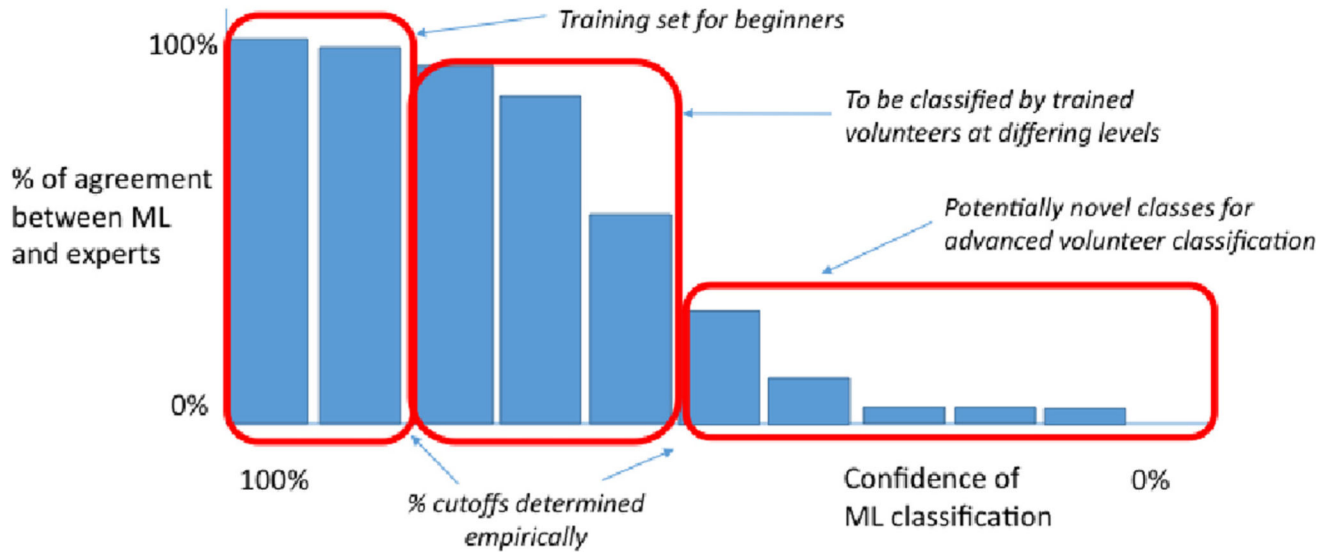 Training set for beginners
100%
To be classified by trained
volunteers at differing levels
% of agreement
between ML
and experts
Potentially novel classes for
advanced volunteer classification
0%
100%
% cutoffs determined
empirically
Confidence of
ML classification
0%